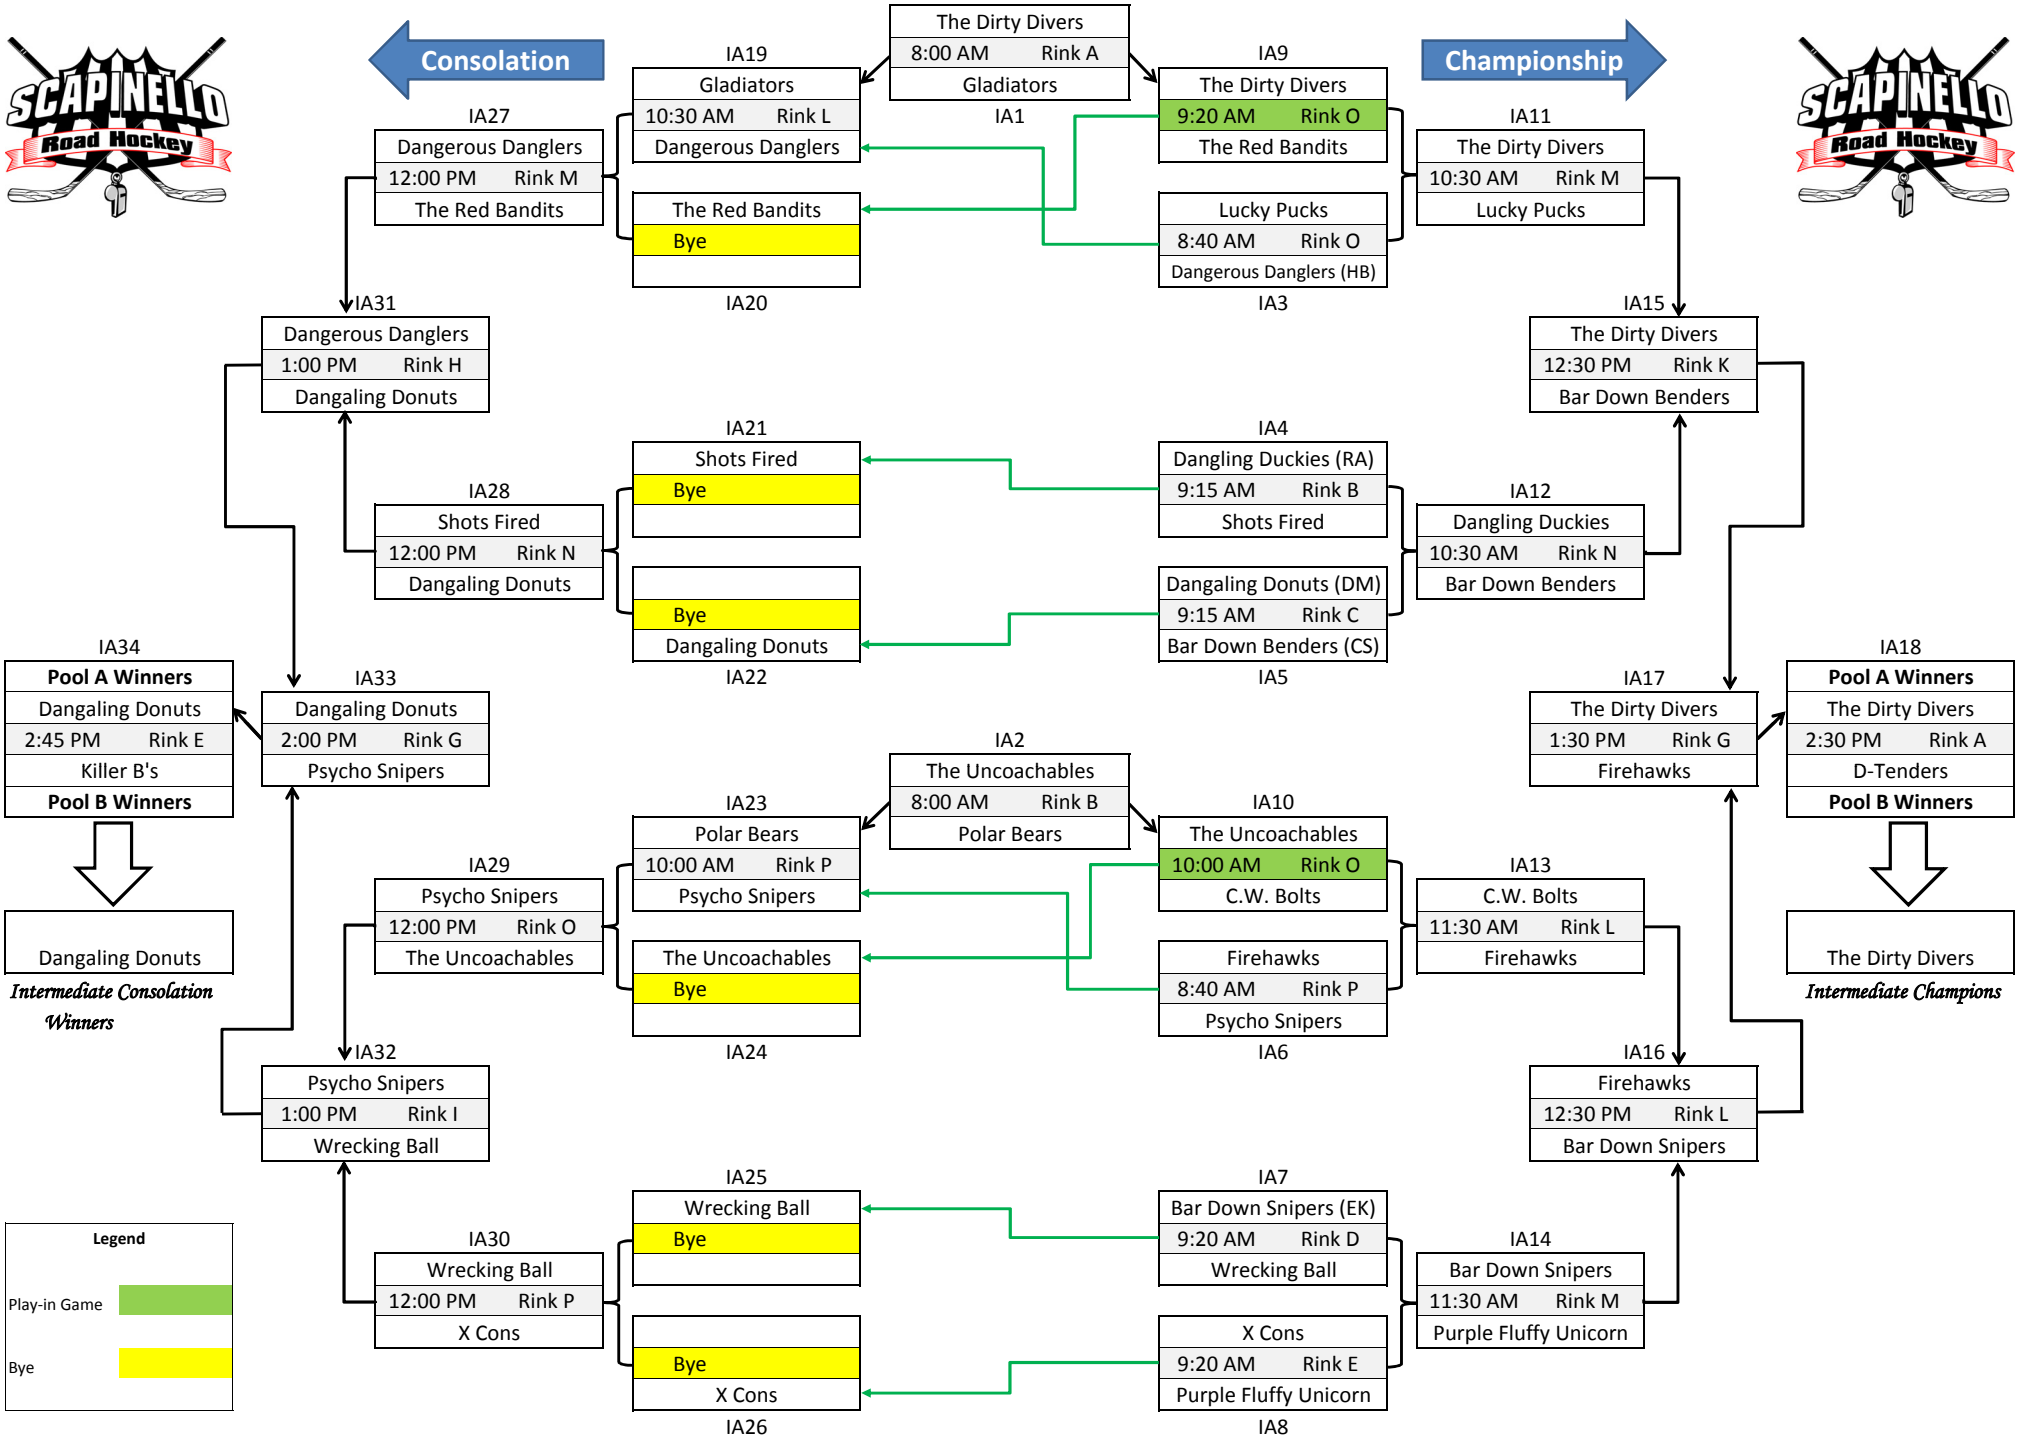 SCAPINELLO
Road Hockey
Consolation
Championship
SCAPINELLO
Road Hockey
The Dirty Divers
8:00 AM Rink A
Gladiators
IA1
IA19
Gladiators
10:30 AM Rink L
Dangerous Danglers
IA9
The Dirty Divers
9:20 AM Rink O
The Red Bandits
IA27
Dangerous Danglers
12:00 PM Rink M
The Red Bandits
The Red Bandits
Bye
IA20
Lucky Pucks
8:40 AM Rink O
Dangerous Danglers (HB)
IA3
IA11
The Dirty Divers
10:30 AM Rink M
Lucky Pucks
IA31
Dangerous Danglers
1:00 PM Rink H
Dangaling Donuts
IA15
The Dirty Divers
12:30 PM Rink K
Bar Down Benders
IA21
Shots Fired
Bye
IA4
Dangling Duckies (RA)
9:15 AM Rink B
Shots Fired
IA28
Shots Fired
12:00 PM Rink N
Dangaling Donuts
IA12
Dangling Duckies
10:30 AM Rink N
Bar Down Benders
Bye
Dangaling Donuts
IA22
Dangaling Donuts (DM)
9:15 AM Rink C
Bar Down Benders (CS)
IA5
IA34
Pool A Winners
Dangaling Donuts
2:45 PM Rink E
Killer B's
Pool B Winners
IA33
Dangaling Donuts
2:00 PM Rink G
Psycho Snipers
IA17
The Dirty Divers
1:30 PM Rink G
Firehawks
IA18
Pool A Winners
The Dirty Divers
2:30 PM Rink A
D-Tenders
Pool B Winners
IA2
The Uncoachables
8:00 AM Rink B
Polar Bears
IA23
Polar Bears
10:00 AM Rink P
Psycho Snipers
IA10
The Uncoachables
10:00 AM Rink O
C.W. Bolts
IA29
Psycho Snipers
12:00 PM Rink O
The Uncoachables
IA13
C.W. Bolts
11:30 AM Rink L
Firehawks
The Uncoachables
Bye
IA24
Firehawks
8:40 AM Rink P
Psycho Snipers
IA6
Dangaling Donuts
Intermediate Consolation
Winners
The Dirty Divers
Intermediate Champions
IA32
Psycho Snipers
1:00 PM Rink I
Wrecking Ball
IA16
Firehawks
12:30 PM Rink L
Bar Down Snipers
IA25
Wrecking Ball
Bye
IA7
Bar Down Snipers (EK)
9:20 AM Rink D
Wrecking Ball
IA30
Wrecking Ball
12:00 PM Rink P
X Cons
IA14
Bar Down Snipers
11:30 AM Rink M
Purple Fluffy Unicorn
Bye
X Cons
IA26
X Cons
9:20 AM Rink E
Purple Fluffy Unicorn
IA8
Legend
Play-in Game
Bye